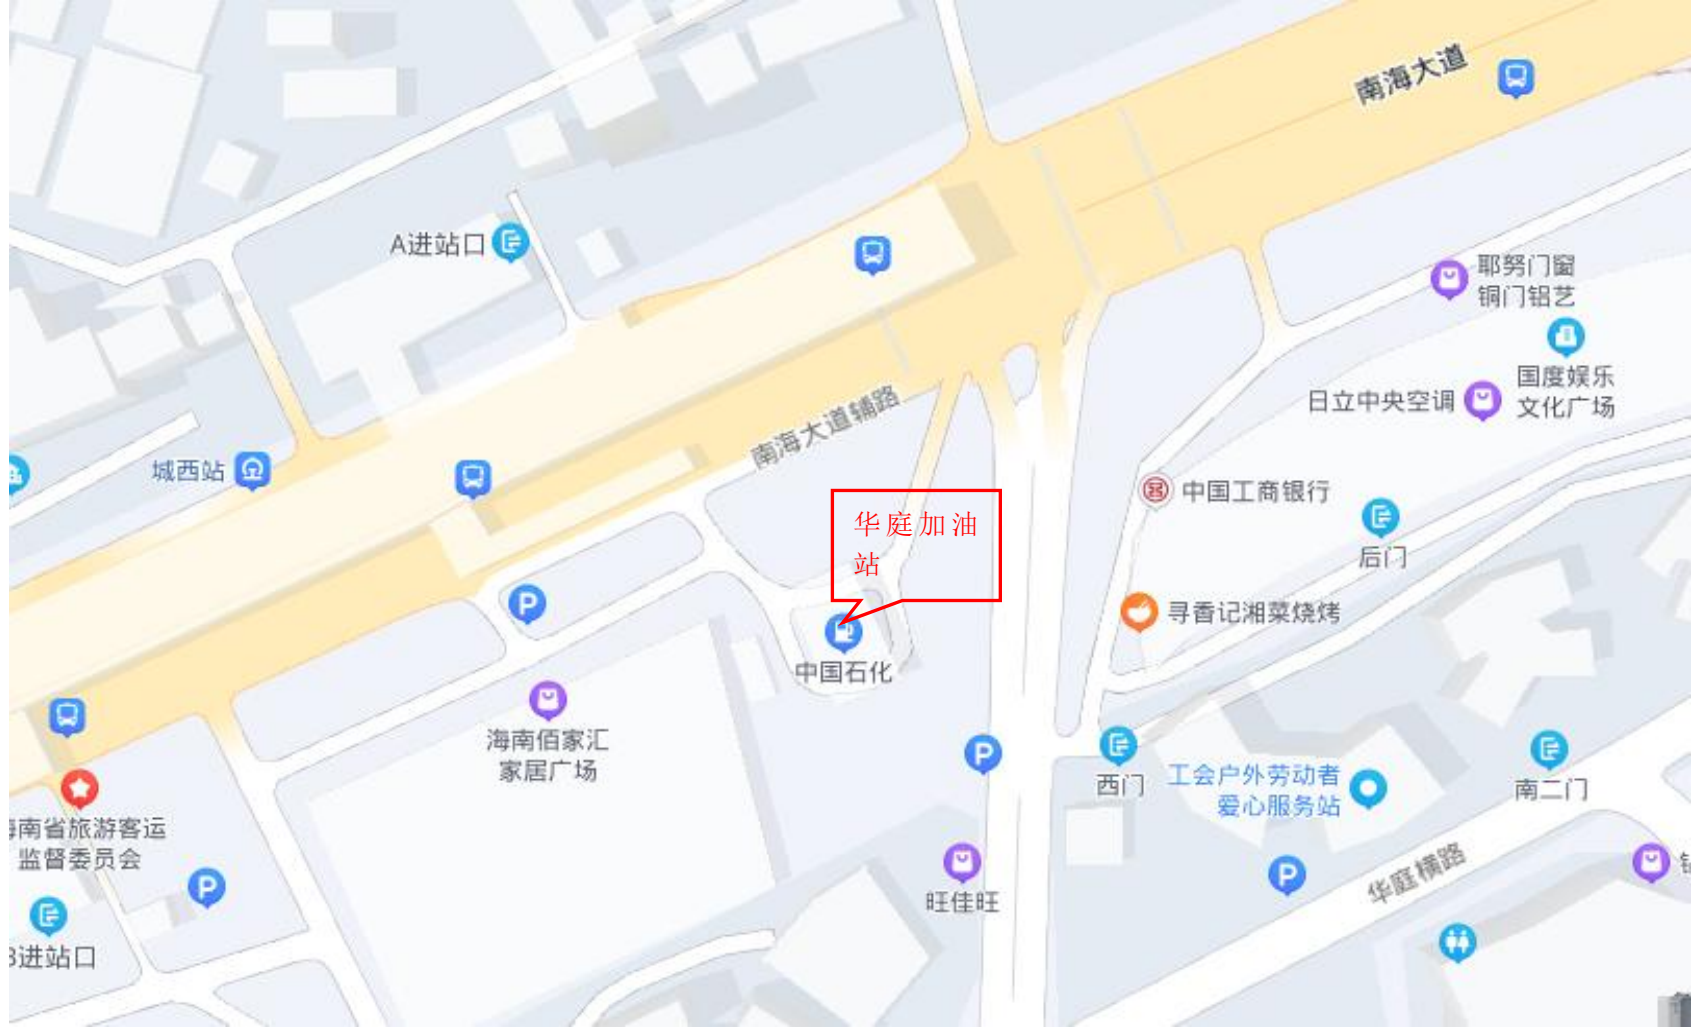 南海大道
A进站口
耶努门窗
铜门铝艺
国度娱乐
文化广场
日立中央空调
南海大道辅路
城西站
中国工商银行
华庭加油
站
后门
P
寻香记湘菜烧烤
中国石化
海南佰家汇
家居广场
P
西门
工会户外劳动者
爱心服务站
南二门
南省旅游客运
监督委员会
P
旺佳旺
P
华庭横路
进站口